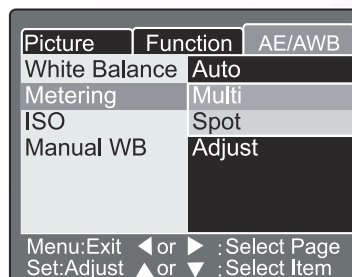 Picture Function AE/AWB
White Balance Auto
Metering Multi
ISO Spot
Manual WB Adjust
Menu:Exit ◀or ▶ :Select Page
Set:Adjust ▲or ▼ :Select Item